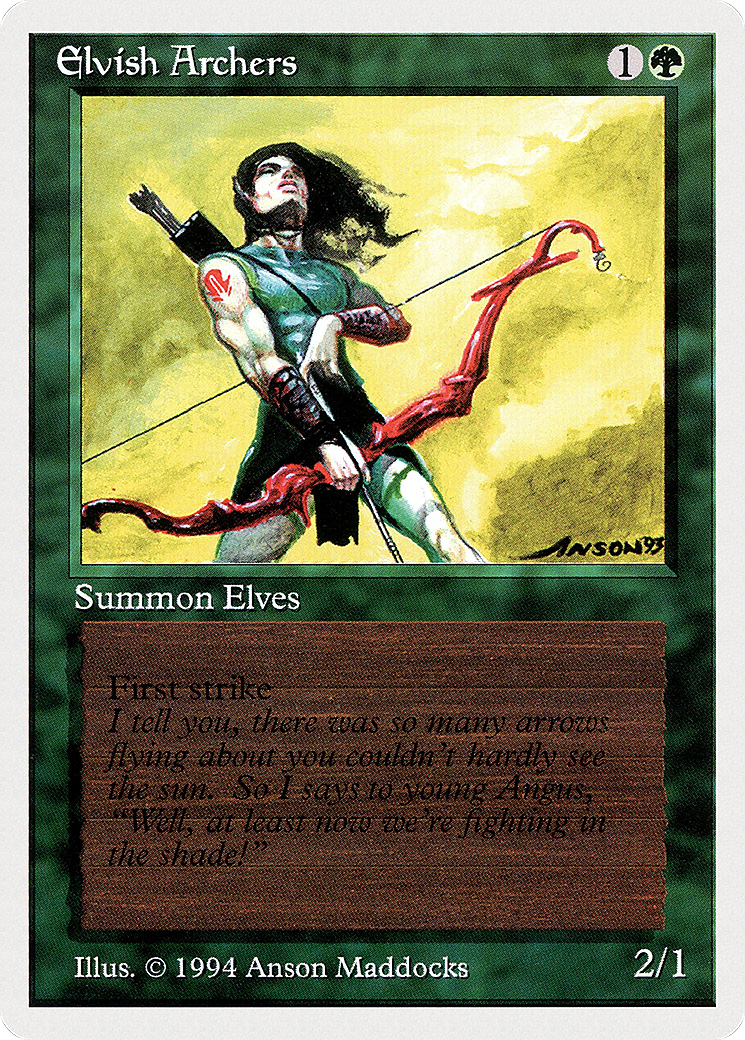 Elvish Archers 1
ANSON '93
Summon Elves
First strike
I tell you, there was so many arrows
flying about you couldn't hardly see
the sun. So I says to young Angus,
“Well, at least now we're fighting in
the shade!”
Illus. © 1994 Anson Maddocks 2/1